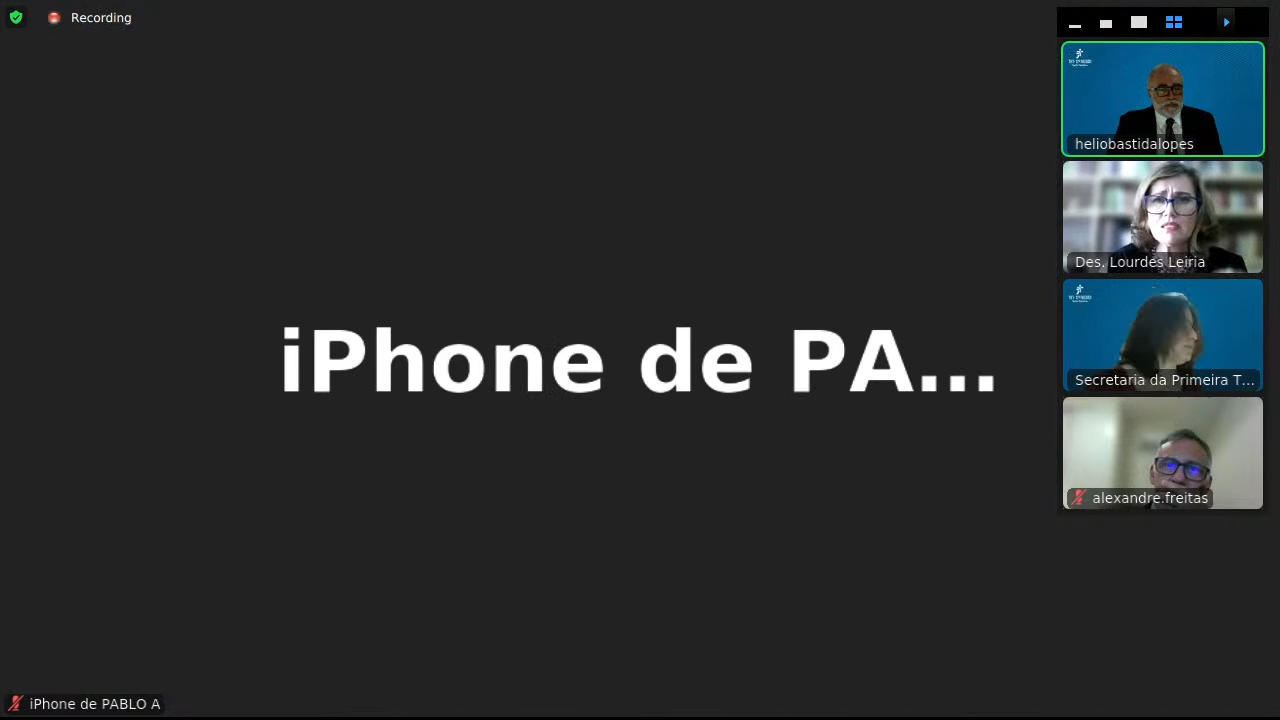 Recording
heliobastidalopes
Des. Lourdes Leiria
Secretaria da Primeira T...
alexandre.freitas
iPhone de PA...
iPhone de PABLO A